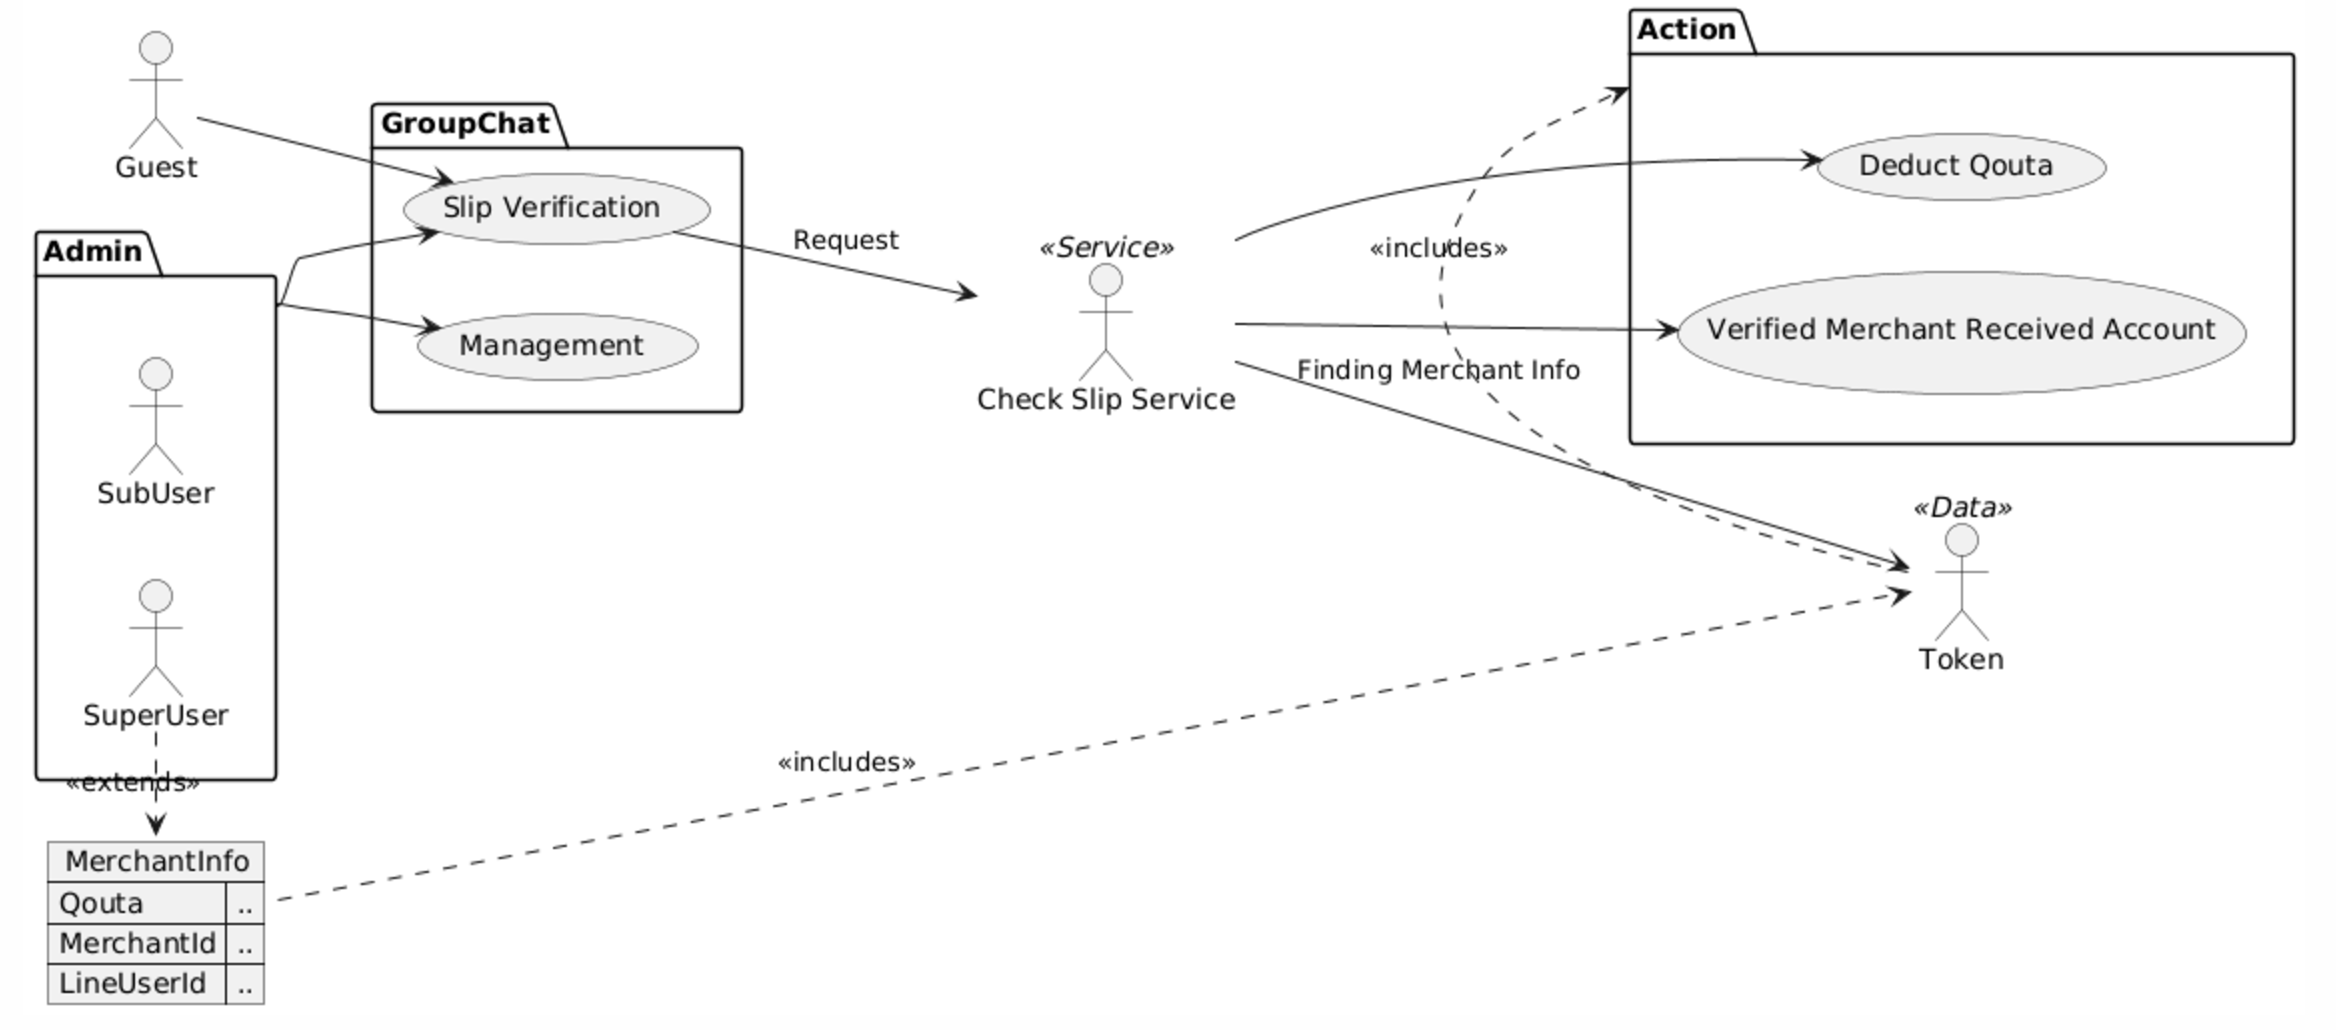 Guest
Admin
SubUser
SuperUser
«extends»
MerchantInfo
Qouta ..
MerchantId ..
LineUserId ..
GroupChat
Slip Verification
Management
Request
«includes»
«Service»
Check Slip Service
«includes»
Finding Merchant Info
Action
Deduct Qouta
Verified Merchant Received Account
«Data»
Token